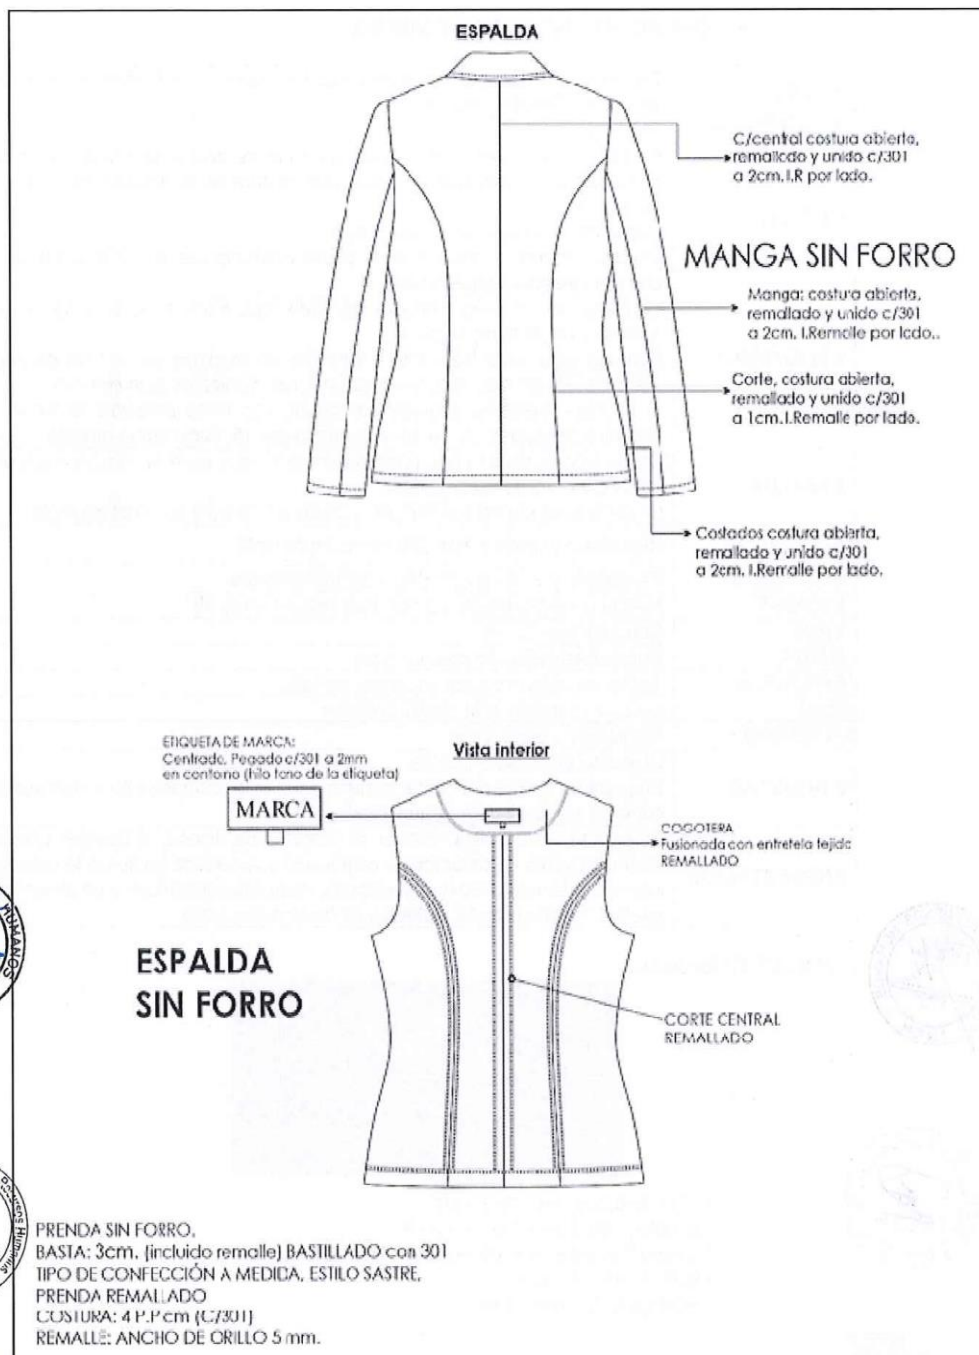 ESPALDA
C/central costura abierta,
remallado y unido c/301
a 2cm. I.R por lado.
MANGA SIN FORRO
Manga: costura abierta,
remallado y unido c/301
a 2cm. I.Remalle por lado..
Corte, costura abierta,
remallado y unido c/301
a 1cm.I.Remalle por lado.
Costados costura abierta,
remallado y unido c/301
a 2cm. I.Remalle por lado.
ETIQUETA DE MARCA:
Centrado. Pegado c/301 a 2mm
en contorno (hilo tono de la etiqueta)
Vista interior
MARCA
COGOTERA
Fusionada con entretela tejido
REMALLADO
ESPALDA
SIN FORRO
CORTE CENTRAL
REMALLADO
HUMANOS
Recursos Humanos
PRENDA SIN FORRO.
BASTA: 3cm. (incluido remalle) BASTILLADO con 301
TIPO DE CONFECCIÓN A MEDIDA, ESTILO SASTRE,
PRENDA REMALLADO
COSTURA: 4 P.P cm (C/301)
REMALLE: ANCHO DE ORILLO 5 mm.